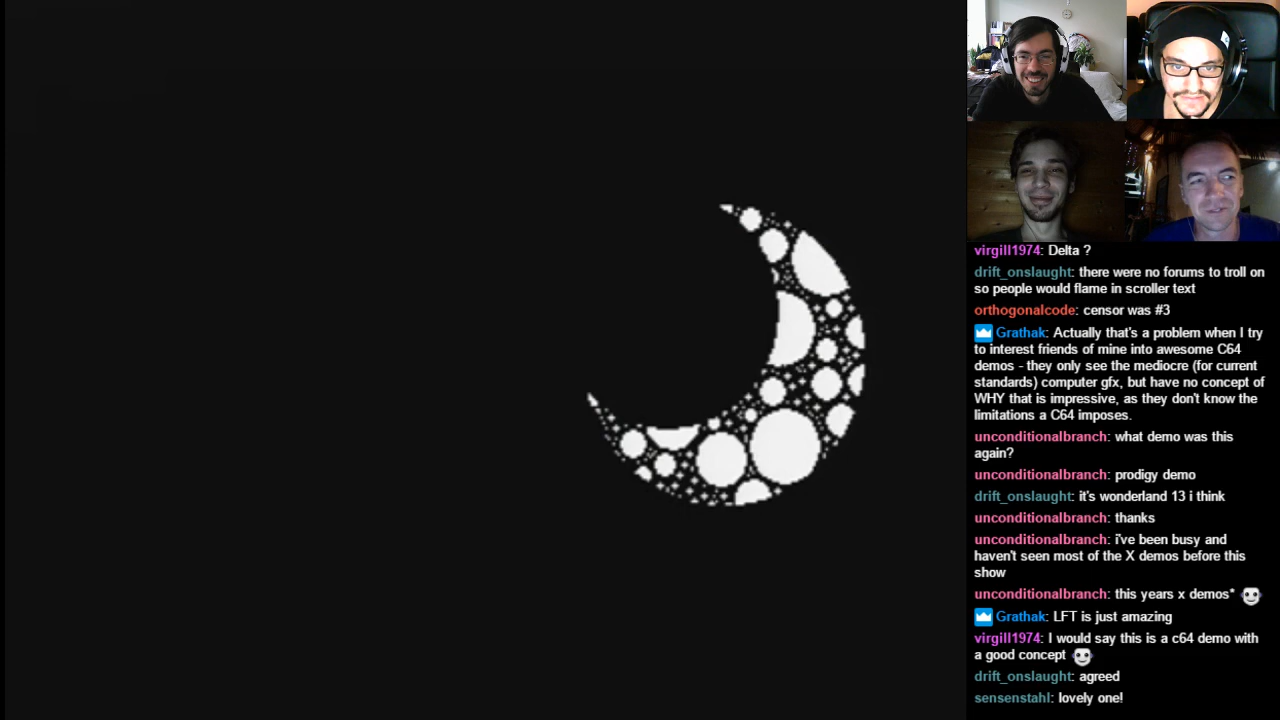 virgill1974: Delta ?
drift_onslaught: there were no forums to troll on
so people would flame in scroller text
orthogonalcode: censor was #3
Grathak: Actually that's a problem when I try
to interest friends of mine into awesome C64
demos - they only see the mediocre (for current
standards) computer gfx, but have no concept of
WHY that is impressive, as they don't know the
limitations a C64 imposes.
unconditionalbranch: what demo was this
again?
unconditionalbranch: prodigy demo
drift_onslaught: it's wonderland 13 i think
unconditionalbranch: thanks
unconditionalbranch: i've been busy and
haven't seen most of the X demos before this
show
unconditionalbranch: this years x demos*
Grathak: LFT is just amazing
virgill1974: I would say this is a c64 demo with
a good concept
drift_onslaught: agreed
sensenstahl: lovely one!